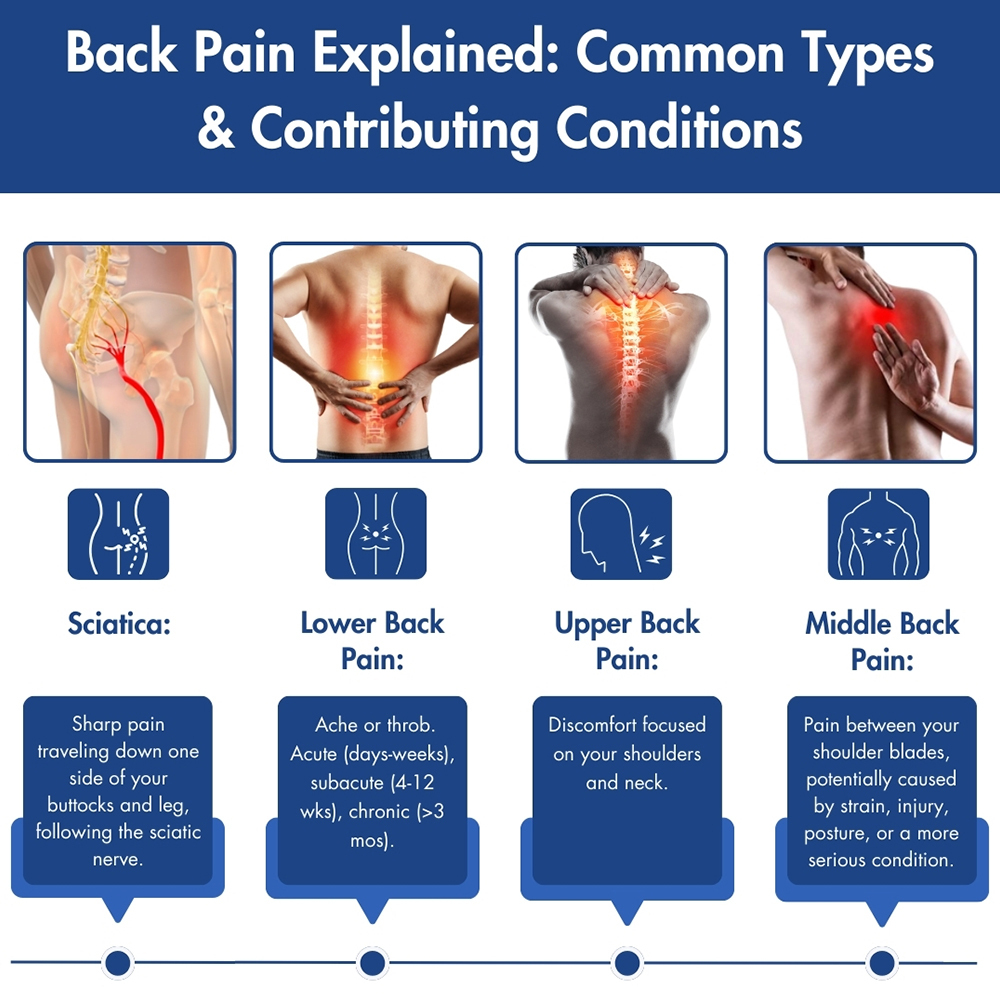 Back Pain Explained: Common Types
& Contributing Conditions
Sciatica:
Sharp pain
traveling down one
side of your
buttocks and leg,
following the sciatic
nerve.
Lower Back
Pain:
Ache or throb.
Acute (days-weeks),
subacute (4-12
wks), chronic (>3
mos).
Upper Back
Pain:
Discomfort focused
on your shoulders
and neck.
Middle Back
Pain:
Pain between your
shoulder blades,
potentially caused
by strain, injury,
posture, or a more
serious condition.